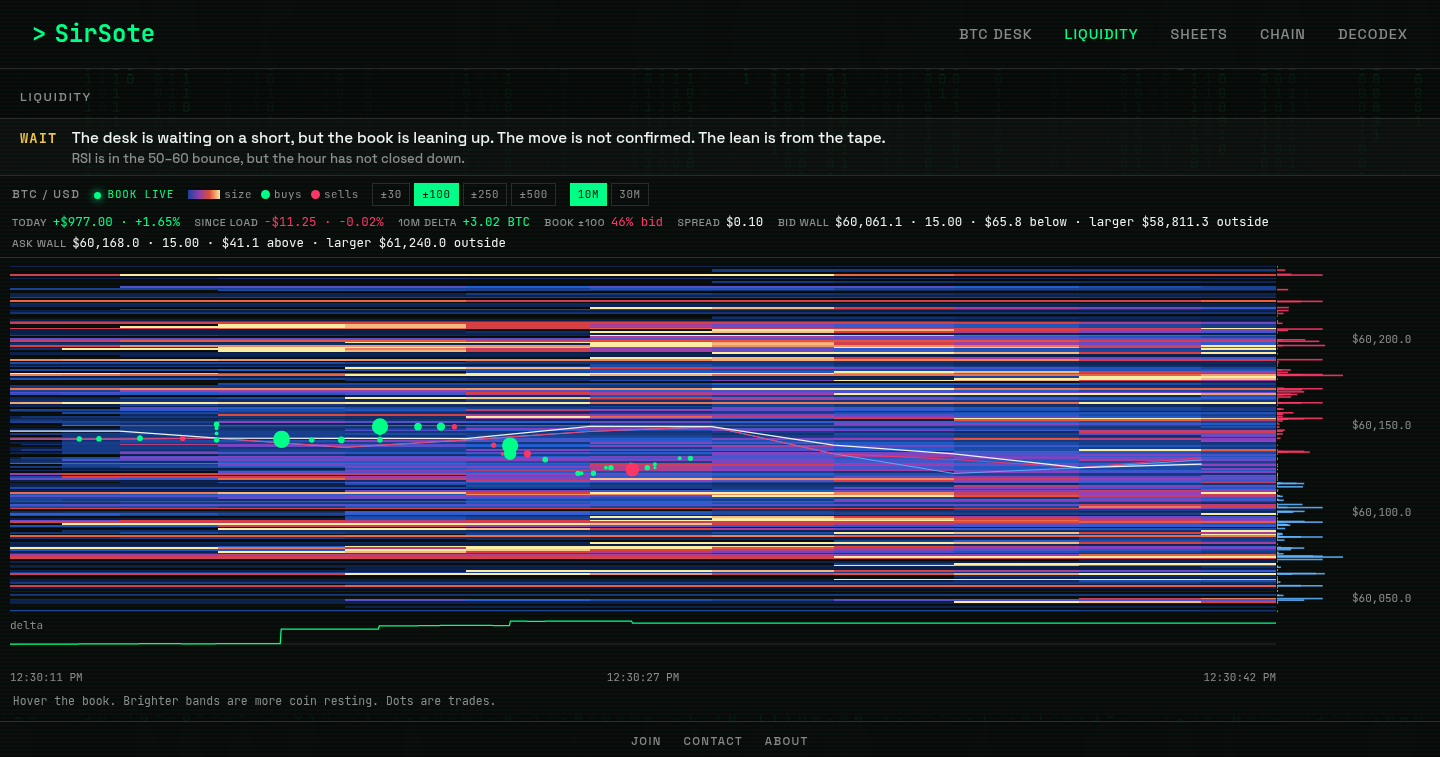 > SirSote
BTC DESK LIQUIDITY SHEETS CHAIN DECODEX
LIQUIDITY
WAIT The desk is waiting on a short, but the book is leaning up. The move is not confirmed. The lean is from the tape.
RSI is in the 50–60 bounce, but the hour has not closed down.
BTC / USD BOOK LIVE size buys sells ±30 ±100 ±250 ±500 10M 30M
TODAY +$977.00 · +1.65% SINCE LOAD -$11.25 · -0.02% 10M DELTA +3.02 BTC BOOK ±100 46% bid SPREAD $0.10 BID WALL $60,061.1 · 15.00 · $65.8 below · larger $58,811.3 outside
ASK WALL $60,168.0 · 15.00 · $41.1 above · larger $61,240.0 outside
$60,200.0
$60,150.0
$60,100.0
$60,050.0
delta
12:30:11 PM 12:30:27 PM 12:30:42 PM
Hover the book. Brighter bands are more coin resting. Dots are trades.
JOIN CONTACT ABOUT